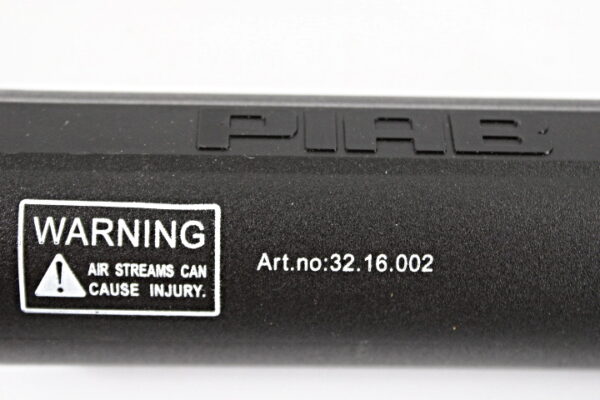 PIAB
WARNING
AIR STREAMS CAN
CAUSE INJURY.
Art.no:32.16.002